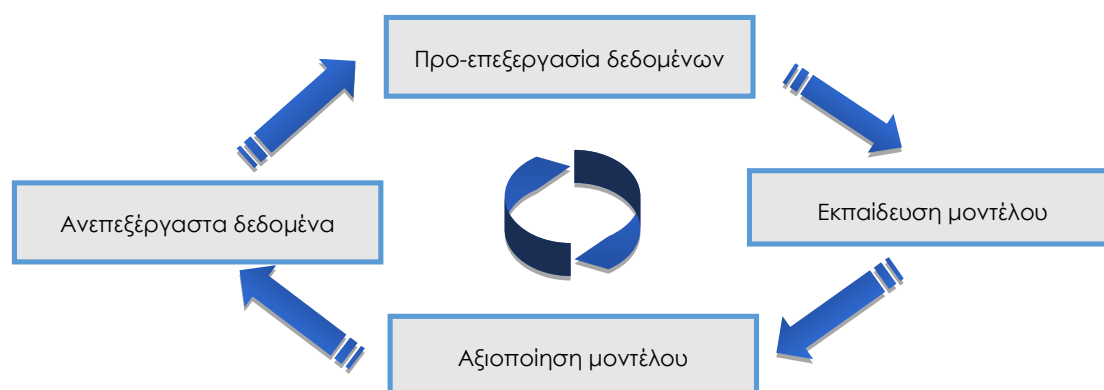 Προ-επεξεργασία δεδομένων
Ανεπεξέργαστα δεδομένα
Εκπαίδευση μοντέλου
Αξιοποίηση μοντέλου